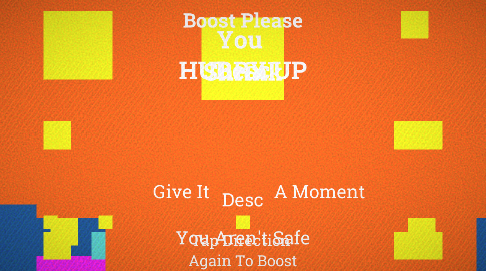 Boost Please
You
Give It
Desc
A Moment
You Aren't Safe
Tap Direction
Again To Boost